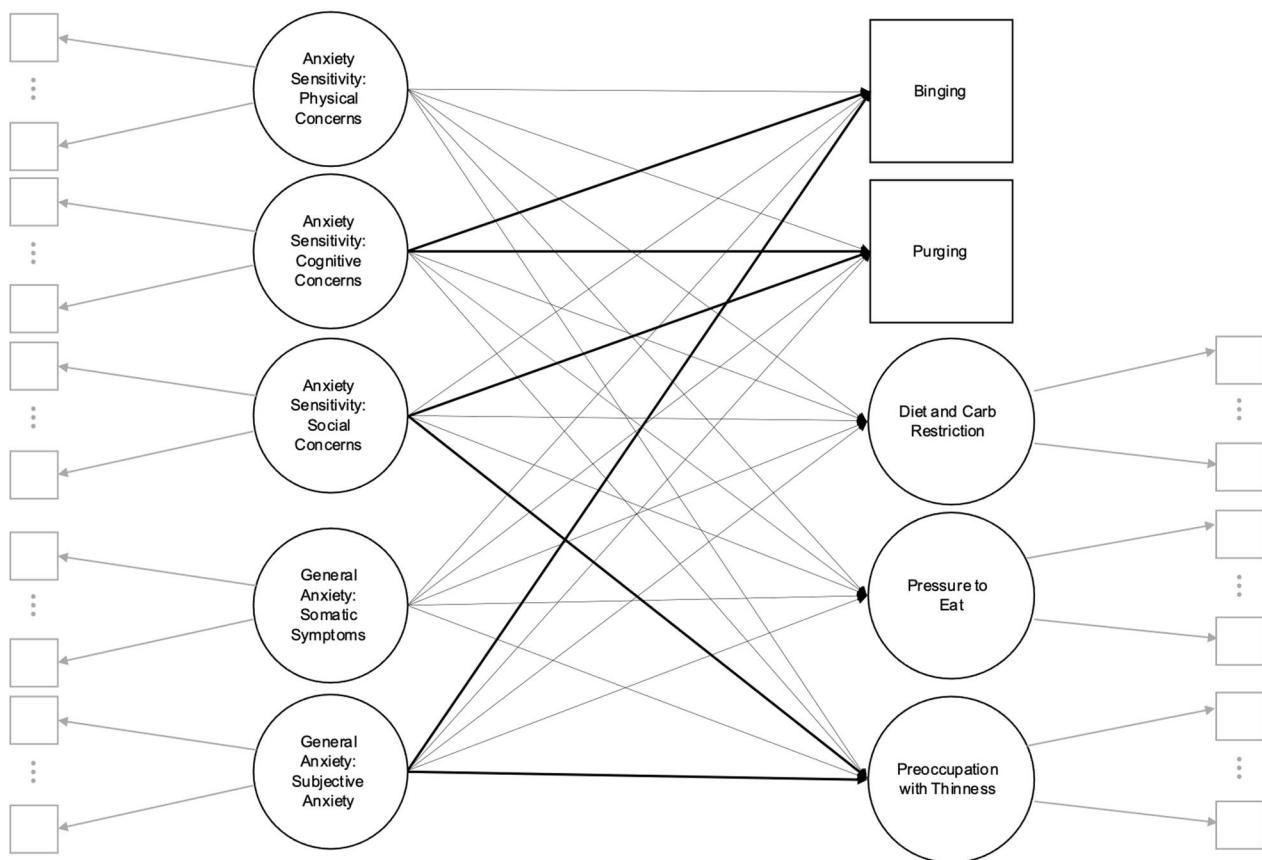 Anxiety
Sensitivity:
Physical
Concerns
Anxiety
Sensitivity:
Cognitive
Concerns
Anxiety
Sensitivity:
Social
Concerns
General
Anxiety:
Somatic
Symptoms
General
Anxiety:
Subjective
Anxiety
Binging
Purging
Diet and Carb
Restriction
Pressure to
Eat
Preoccupation
with Thinness